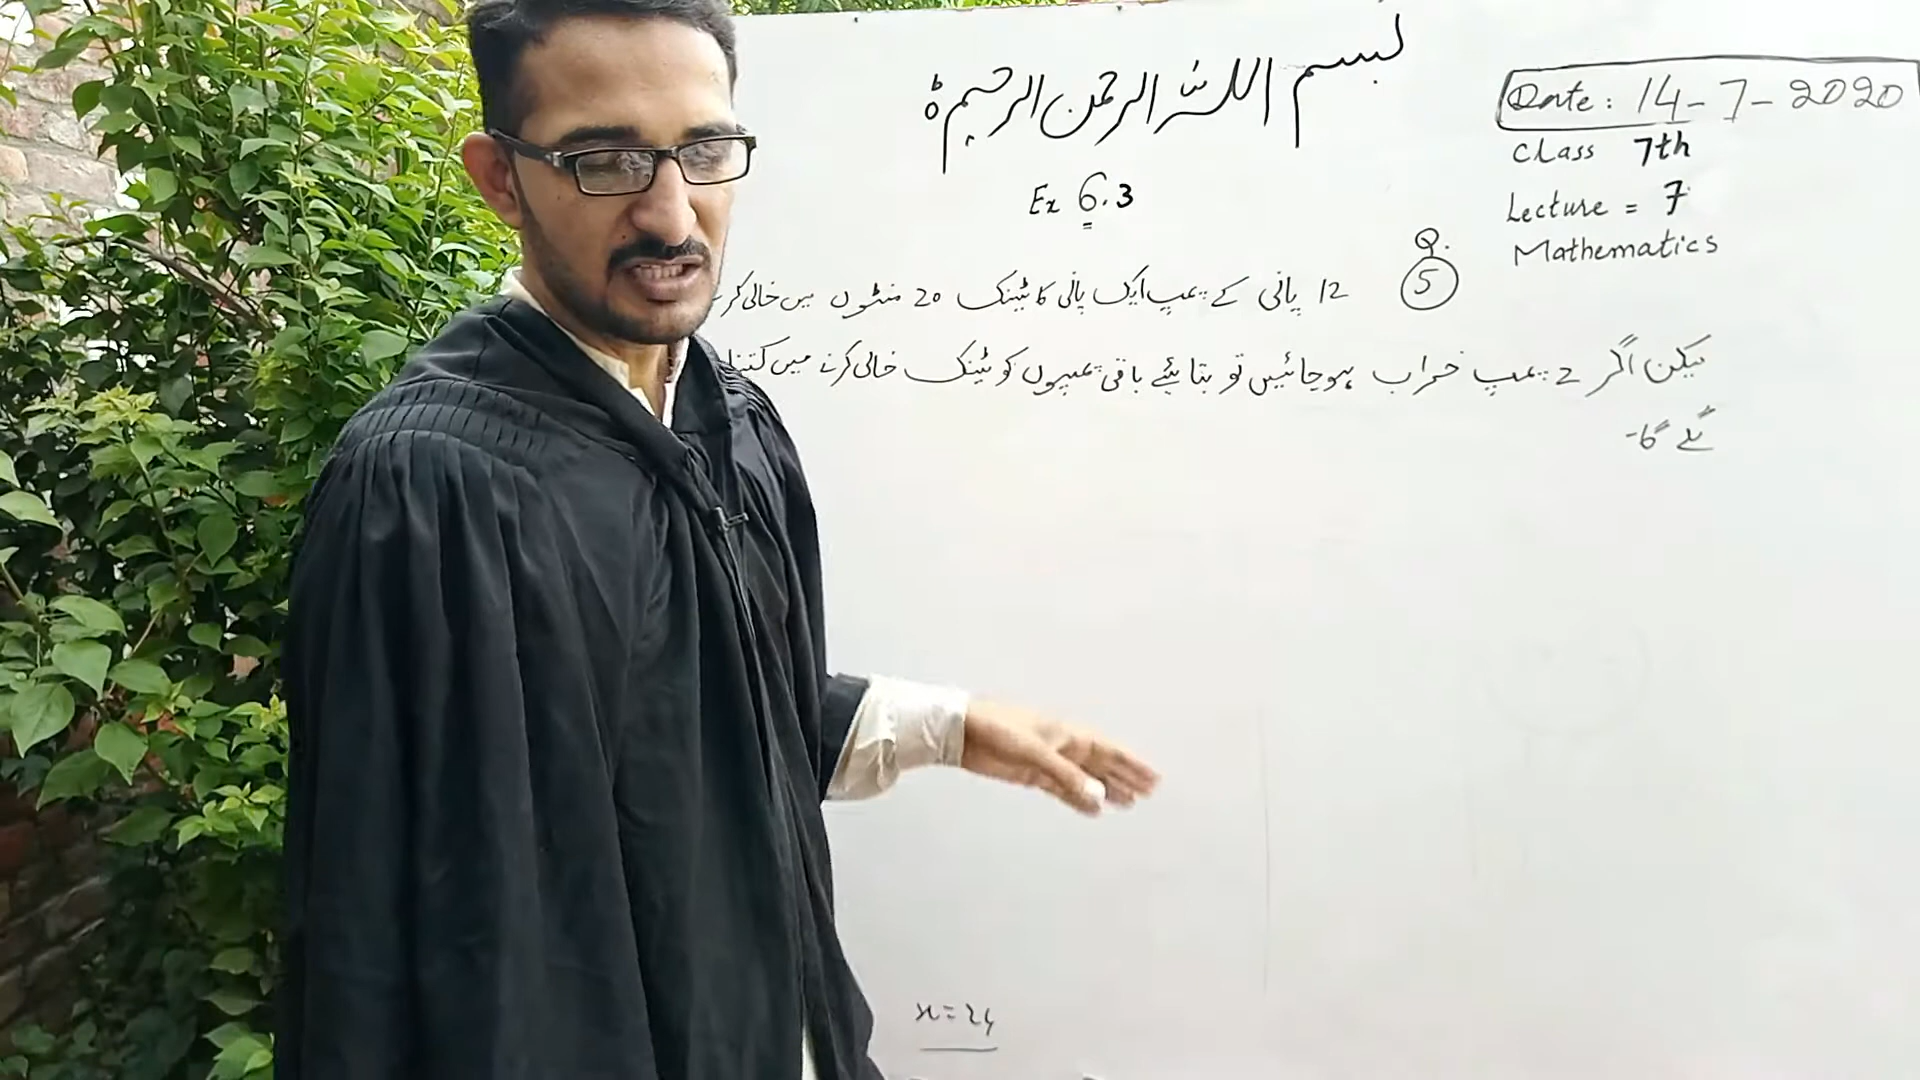 بسم اللہ الرحمن الرحیم ہ
Date: 14-7-2020
Class 7th
Lecture = 7
Mathematics
Ex 6.3
Q. 5
12 پانی کے پمپ ایک پانی کا ٹینک 20 منٹوں میں خالی کر
لیکن اگر 2 پمپ خراب ہوجائیں تو بتائیے باقی پمپوں کو ٹینک خالی کرنے میں کتنا
لگے گا-
x=24